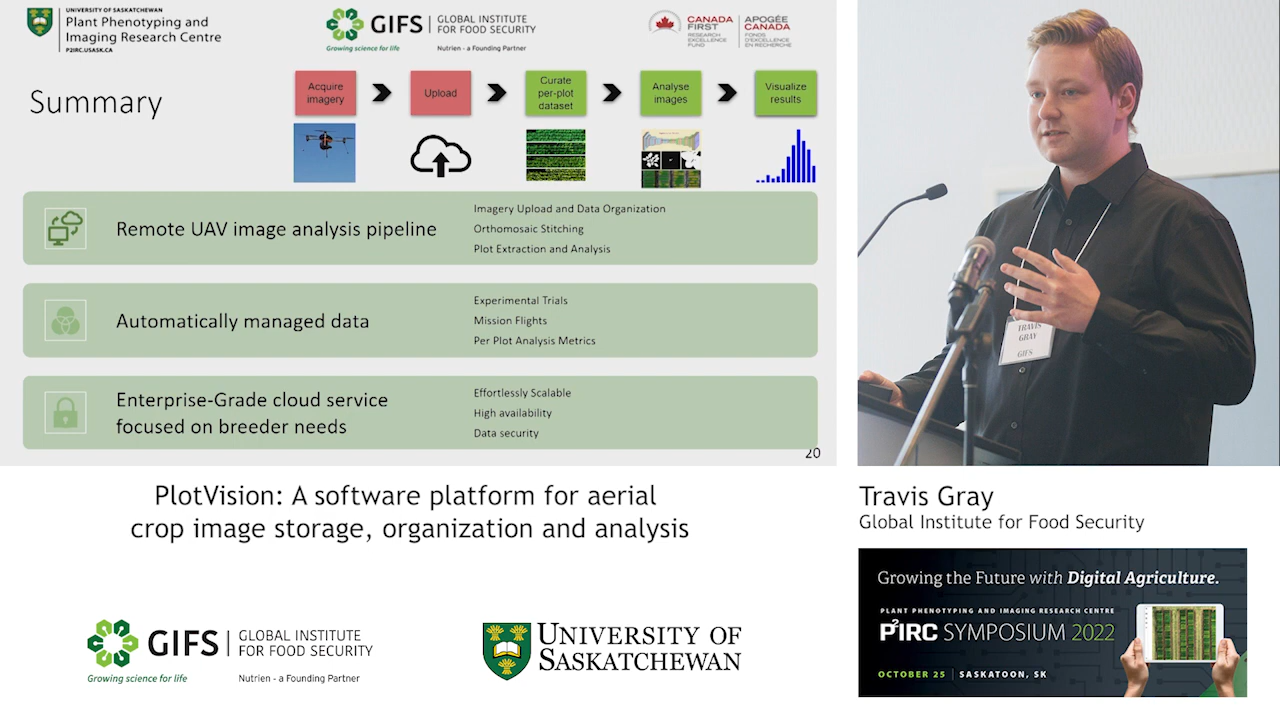 UNIVERSITY OF SASKATCHEWAN
Plant Phenotyping and
Imaging Research Centre
P2IRC.USASK.CA
GIFS
GLOBAL INSTITUTE
FOR FOOD SECURITY
Growing science for life
Nutrien - a Founding Partner
CANADA
FIRST
RESEARCH
EXCELLENCE
FUND
APOGÉE
CANADA
FONDS
D'EXCELLENCE
EN RECHERCHE
Summary
Acquire
imagery
Upload
Curate
per-plot
dataset
Analyse
images
Visualize
results
Remote UAV image analysis pipeline
Imagery Upload and Data Organization
Orthomosaic Stitching
Plot Extraction and Analysis
Automatically managed data
Experimental Trials
Mission Flights
Per Plot Analysis Metrics
Enterprise-Grade cloud service
focused on breeder needs
Effortlessly Scalable
High availability
Data security
20
TRAVIS
GRAY
GIFS
PlotVision: A software platform for aerial
crop image storage, organization and analysis
Travis Gray
Global Institute for Food Security
GIFS
GLOBAL INSTITUTE
FOR FOOD SECURITY
Growing science for life
Nutrien - a Founding Partner
UNIVERSITY OF
SASKATCHEWAN
Growing the Future with Digital Agriculture.
PLANT PHENOTYPING AND IMAGING RESEARCH CENTRE
P²IRC SYMPOSIUM 2022
OCTOBER 25 | SASKATOON, SK